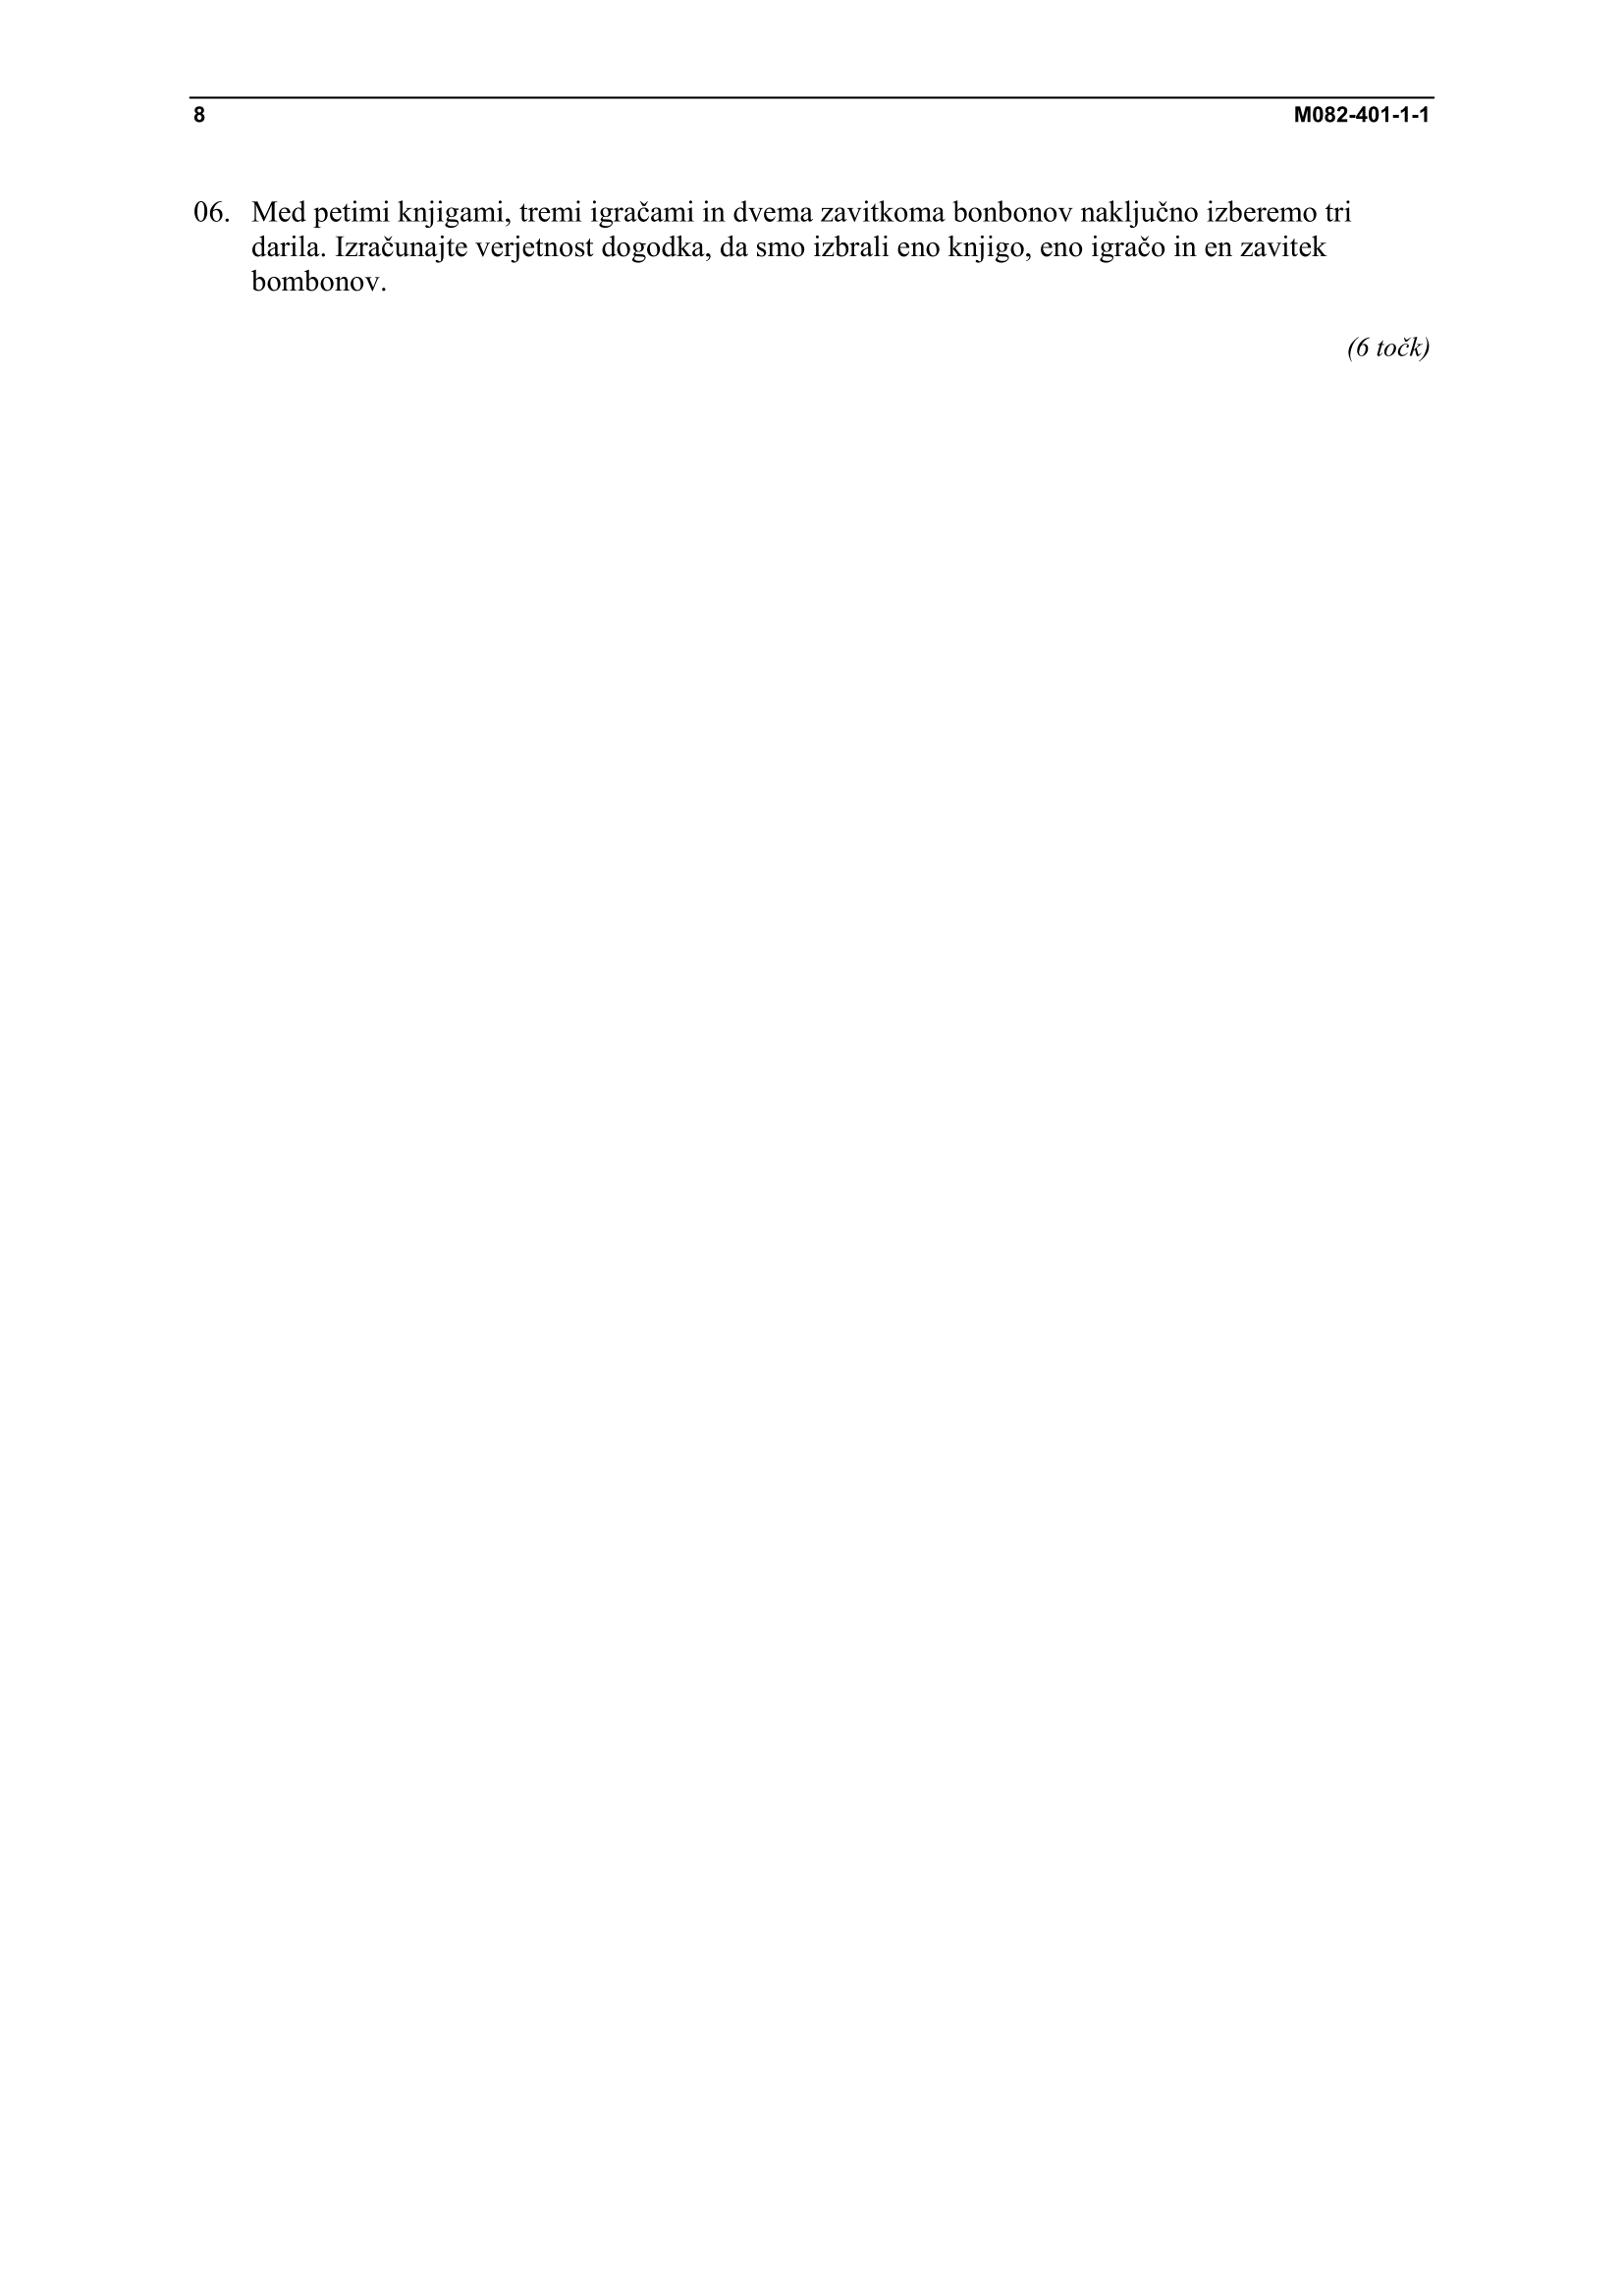 8 M082-401-1-1
06. Med petimi knjigami, tremi igračami in dvema zavitkoma bonbonov naključno izberemo tri
darila. Izračunajte verjetnost dogodka, da smo izbrali eno knjigo, eno igračo in en zavitek
bombonov.
(6 točk)